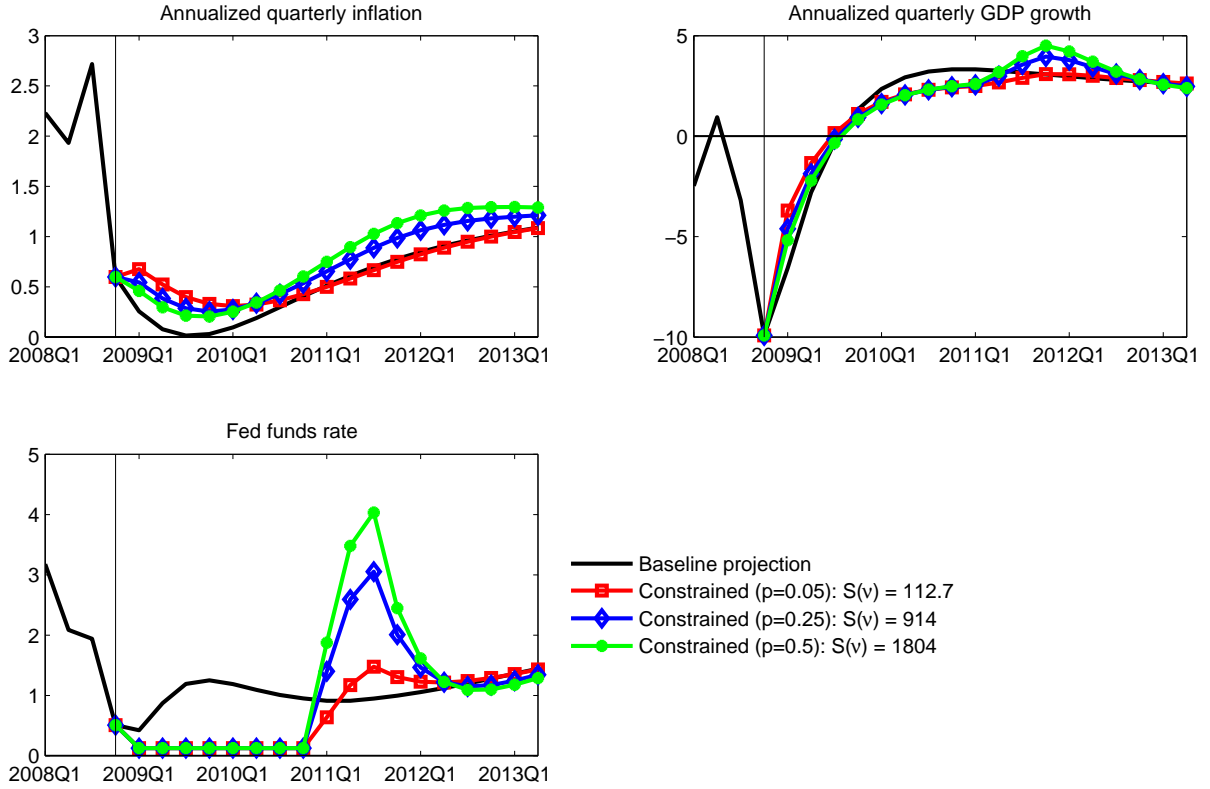 Annualized quarterly inflation
3
2.5
2
1.5
1
0.5
0
2008Q1 2009Q1 2010Q1 2011Q1 2012Q1 2013Q1
Annualized quarterly GDP growth
5
0
−5
−10
2008Q1 2009Q1 2010Q1 2011Q1 2012Q1 2013Q1
Fed funds rate
5
4
3
2
1
0
2008Q1 2009Q1 2010Q1 2011Q1 2012Q1 2013Q1
Baseline projection
Constrained (p=0.05): S(ν) = 112.7
Constrained (p=0.25): S(ν) = 914
Constrained (p=0.5): S(ν) = 1804